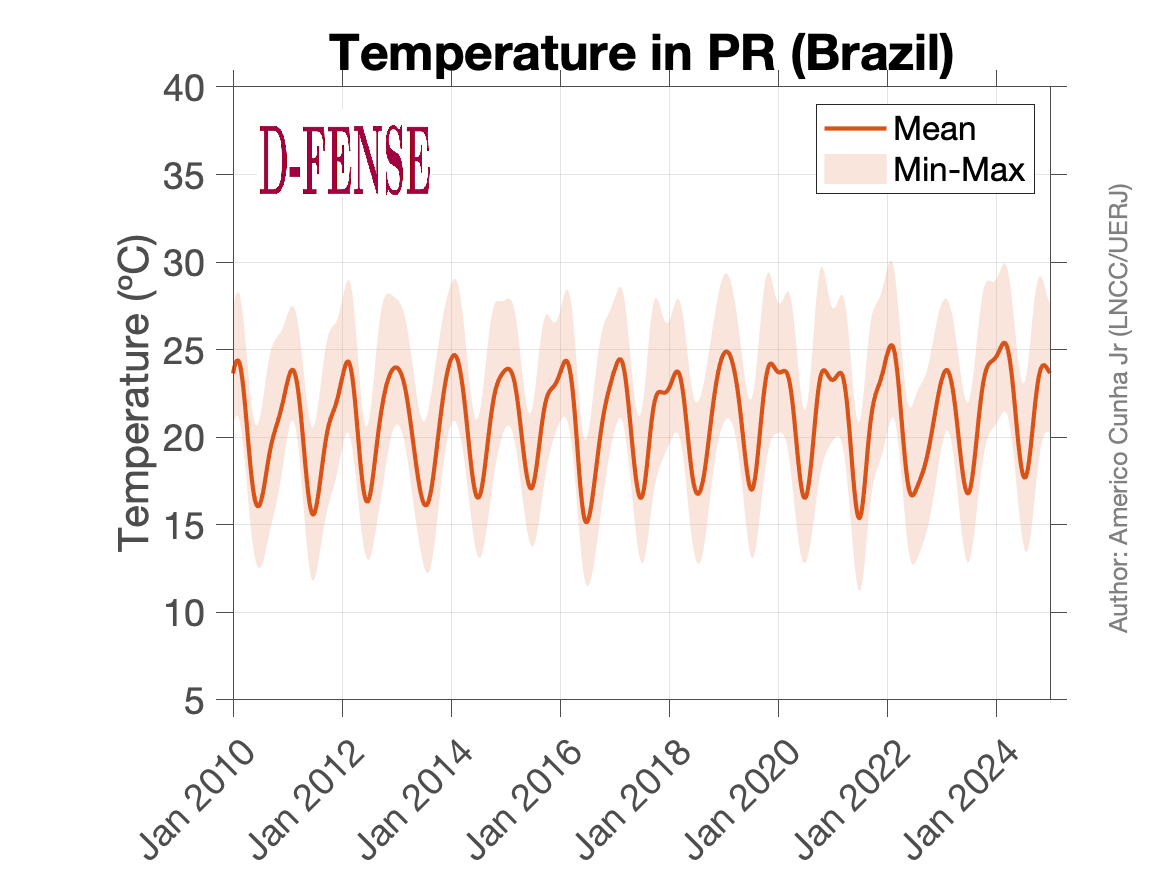 Temperature in PR (Brazil)
D-FENSE
Mean
Min-Max
Temperature (ºC)
40
35
30
25
20
15
10
5
Jan 2010
Jan 2012
Jan 2014
Jan 2016
Jan 2018
Jan 2020
Jan 2022
Jan 2024
Author: Americo Cunha Jr (LNCC/UERJ)